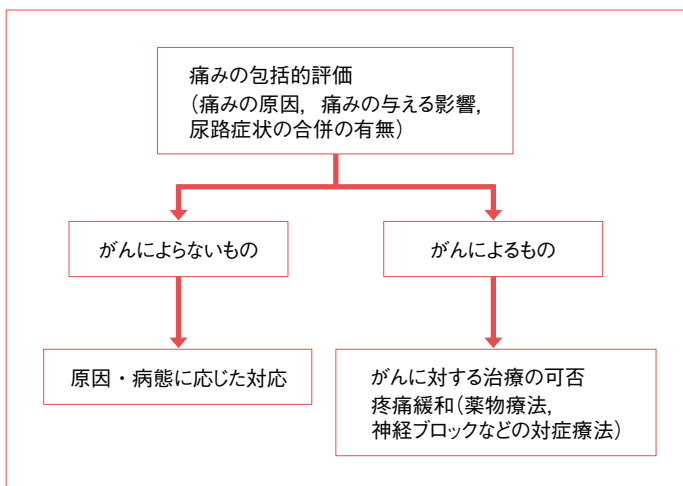 痛みの包括的評価
（痛みの原因，痛みの与える影響，
尿路症状の合併の有無）
がんによらないもの
がんによるもの
原因・病態に応じた対応
がんに対する治療の可否
疼痛緩和（薬物療法，
神経ブロックなどの対症療法）